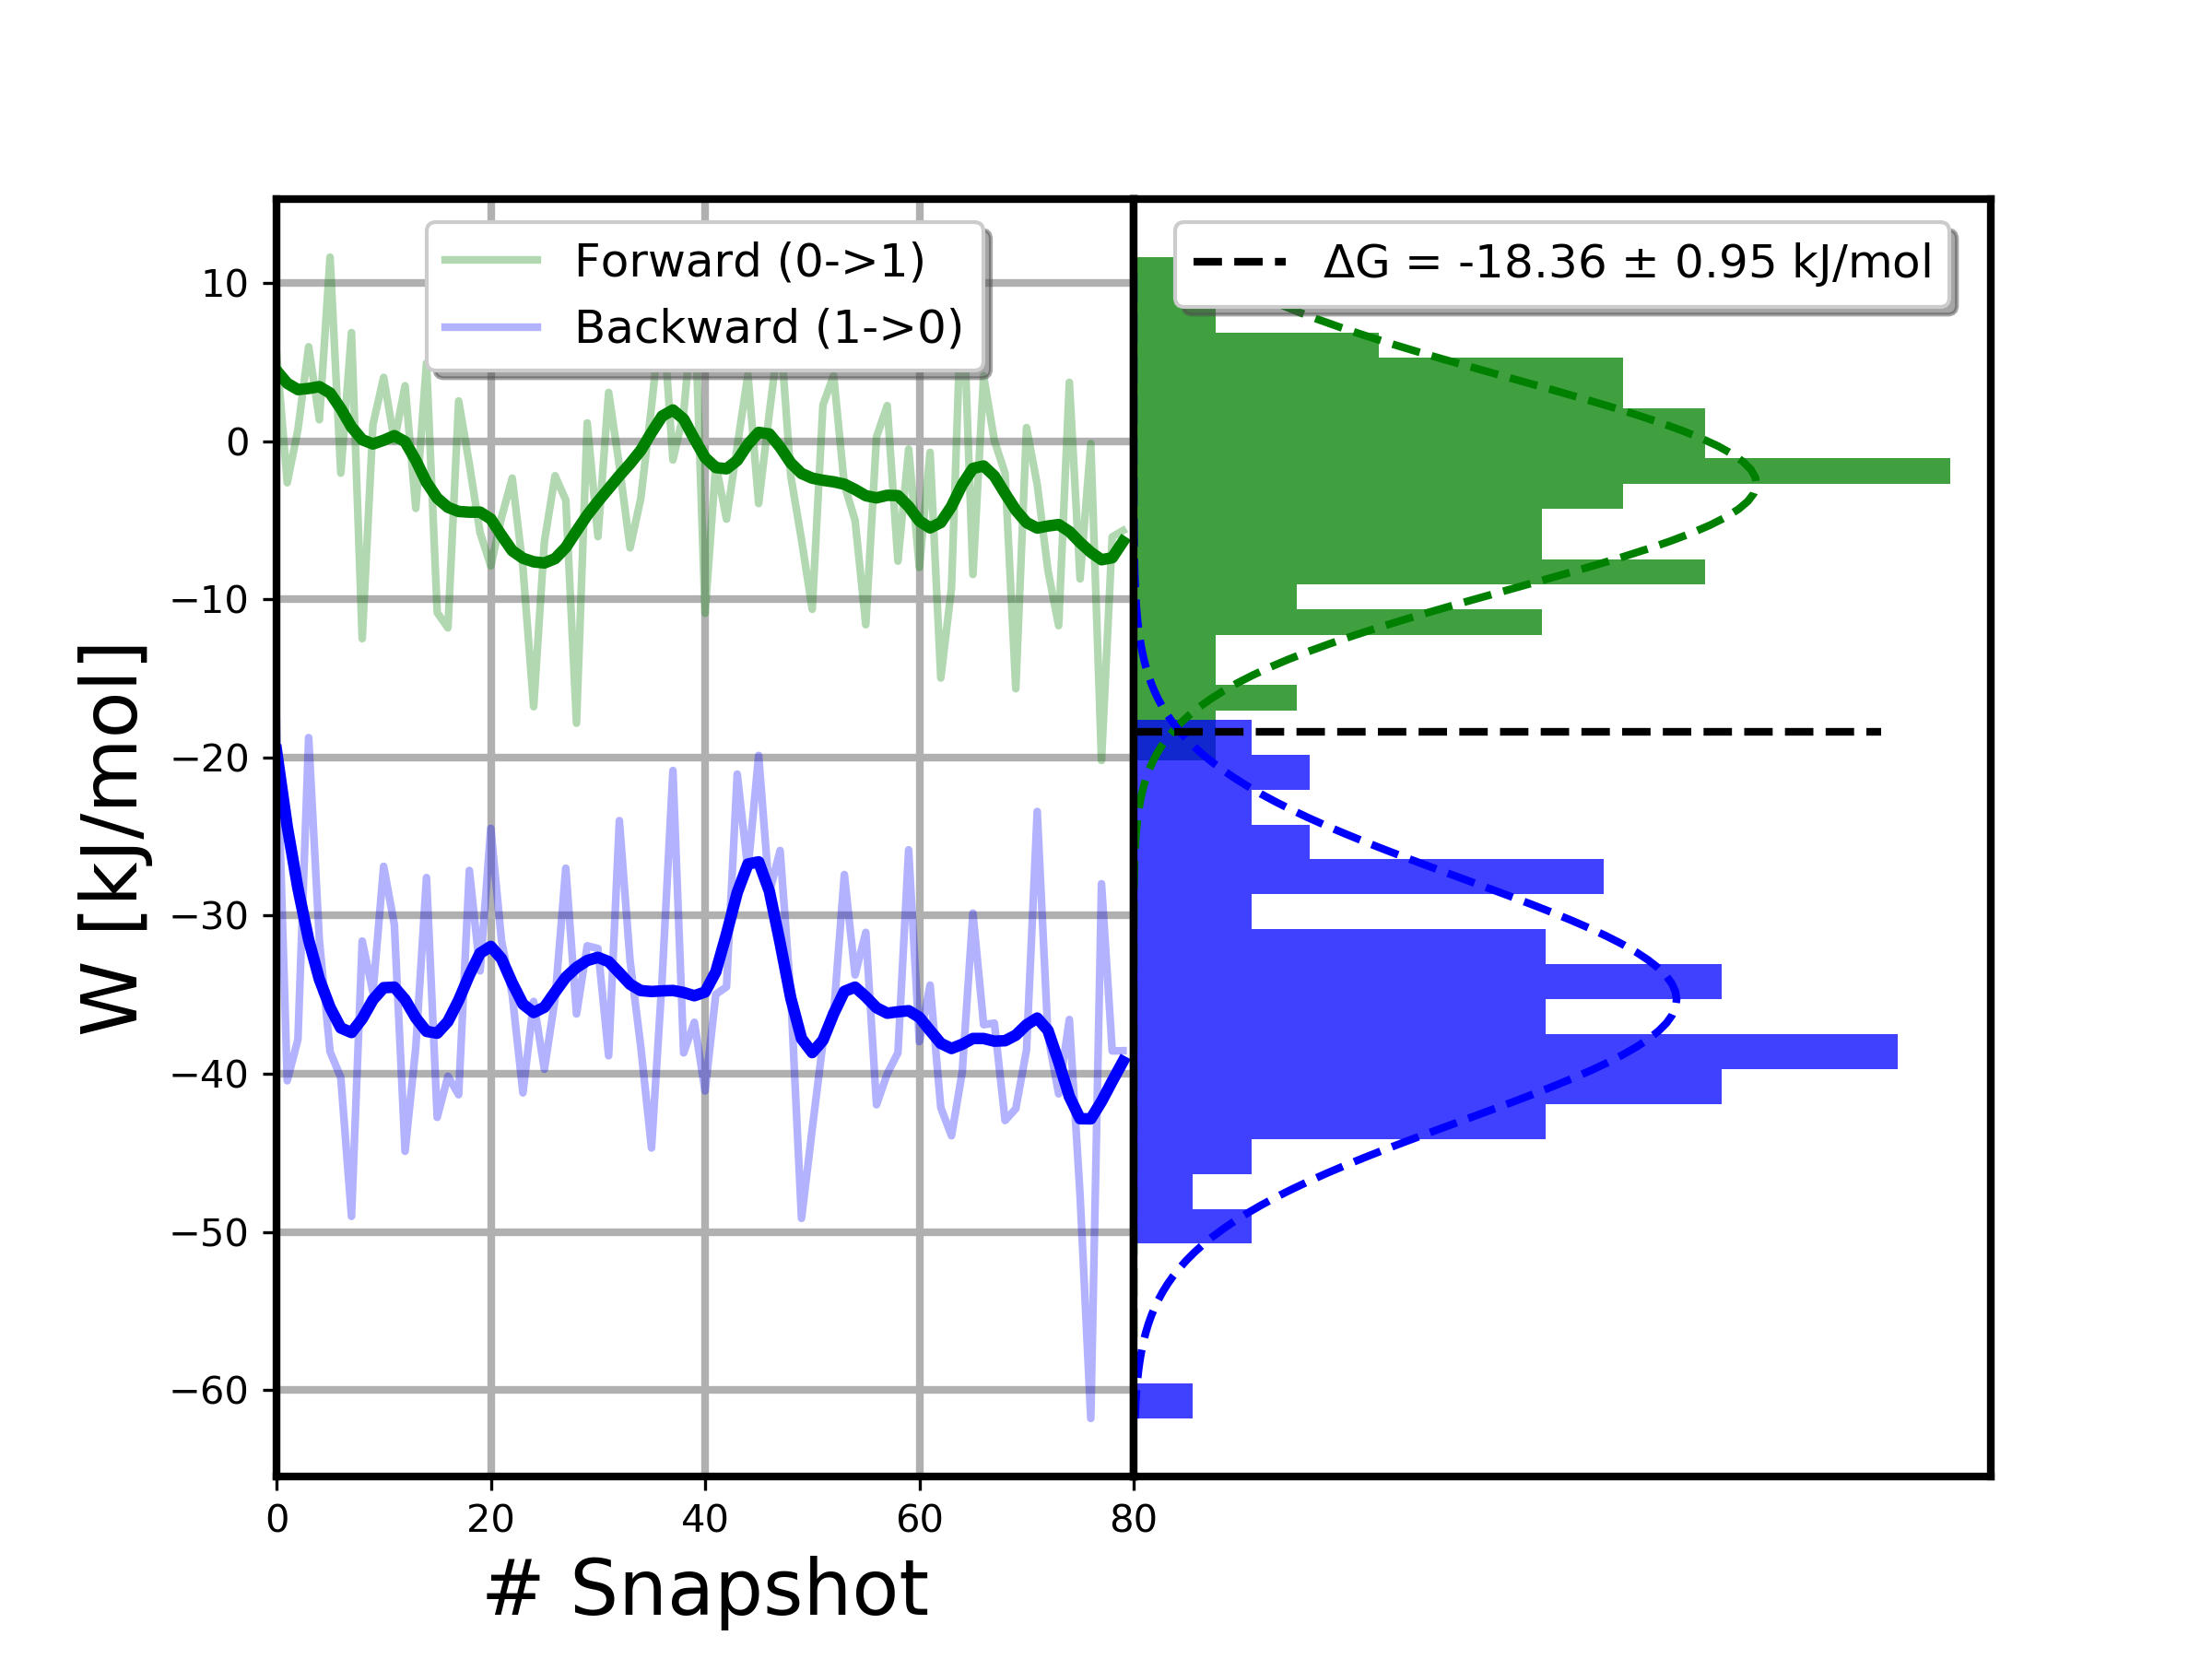 Forward (0->1)
Backward (1->0)
ΔG = -18.36 ± 0.95 kJ/mol
10
0
−10
−20
−30
−40
−50
−60
W [kJ/mol]
0 20 40 60 80
# Snapshot